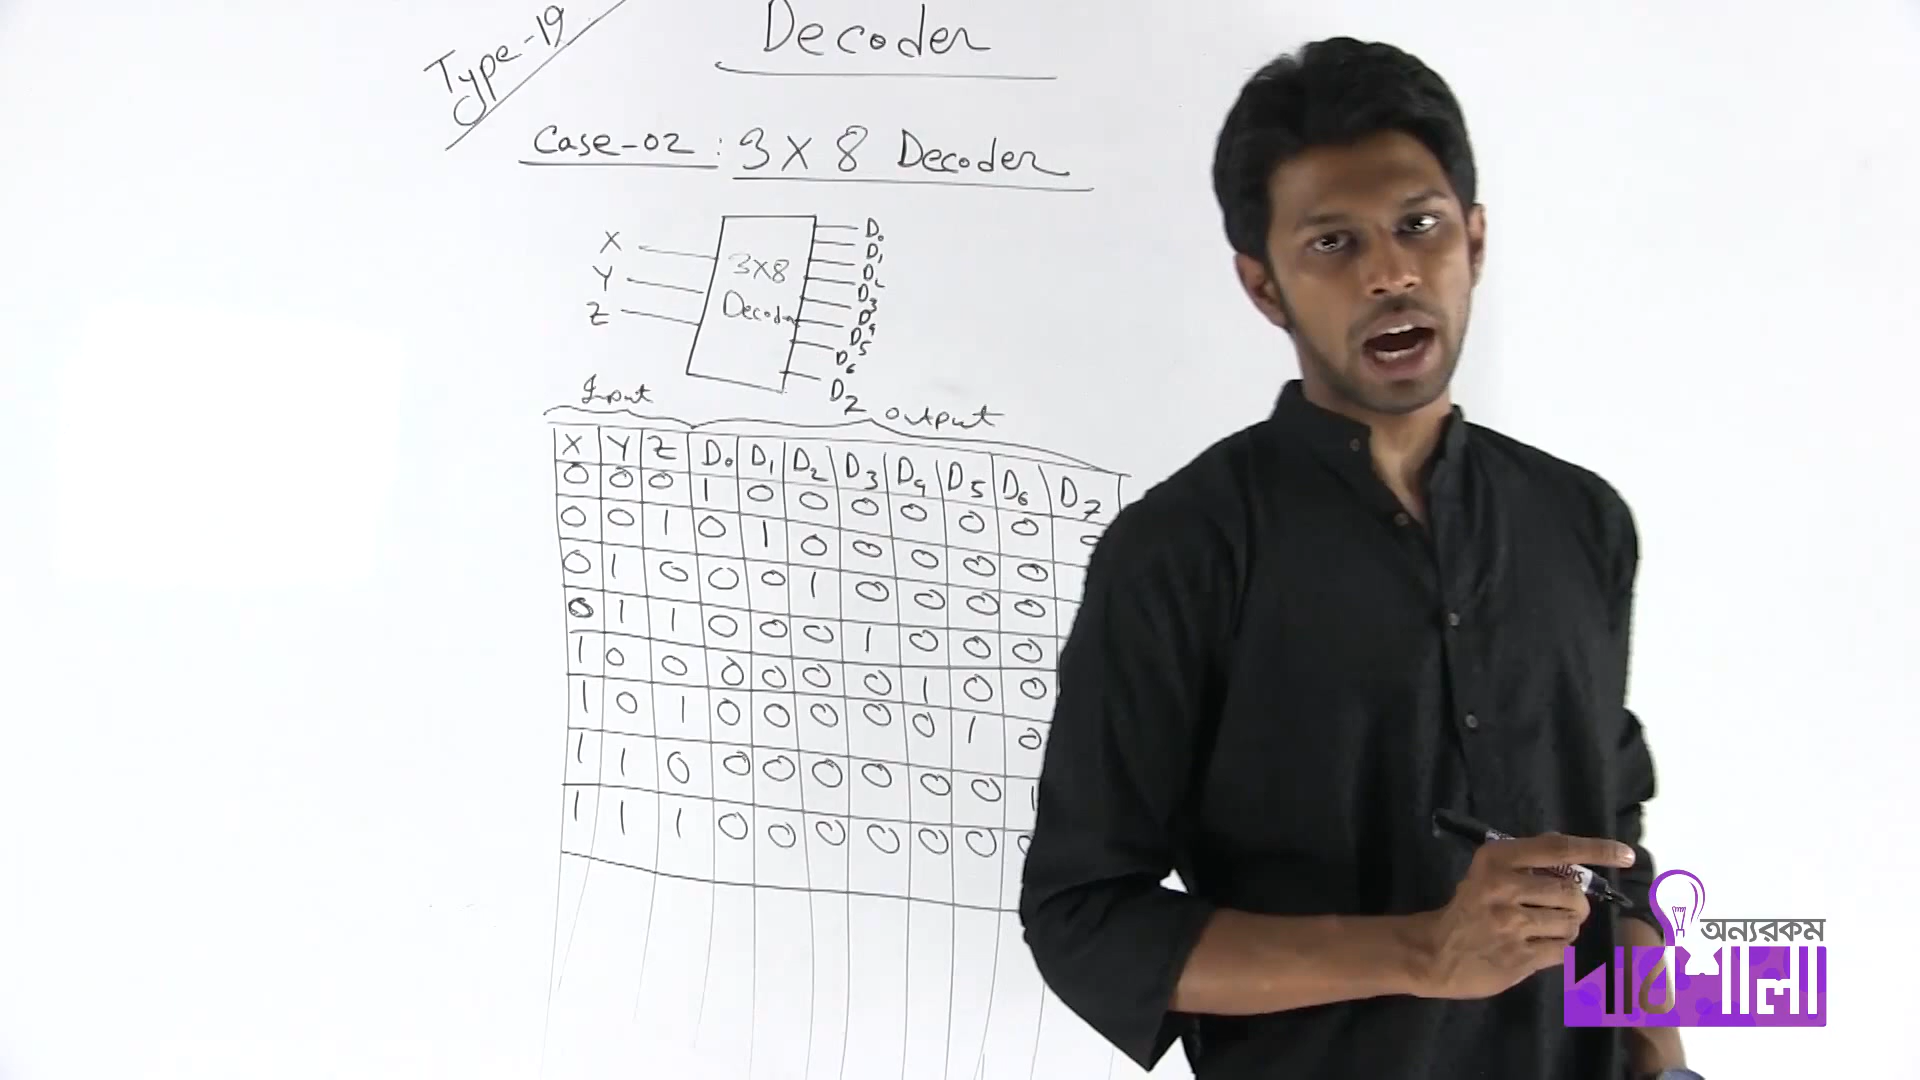 Type-19
Decoder
Case-02 : 3X8 Decoder
X
Y
Z
3X8
Decoder
D0
D1
D2
D3
D4
D5
D6
D7
Input
output
X Y Z D0 D1 D2 D3 D4 D5 D6 D7
0 0 0 1 0 0 0 0 0 0 0
0 0 1 0 1 0 0 0 0 0
0 1 0 0 0 1 0 0 0 0
0 1 1 0 0 0 1 0 0 0
1 0 0 0 0 0 0 1 0 0
1 0 1 0 0 0 0 0 1 0
1 1 0 0 0 0 0 0 0 1
1 1 1 0 0 0 0 0 0 0
অন্যরকম
পাঠশালা